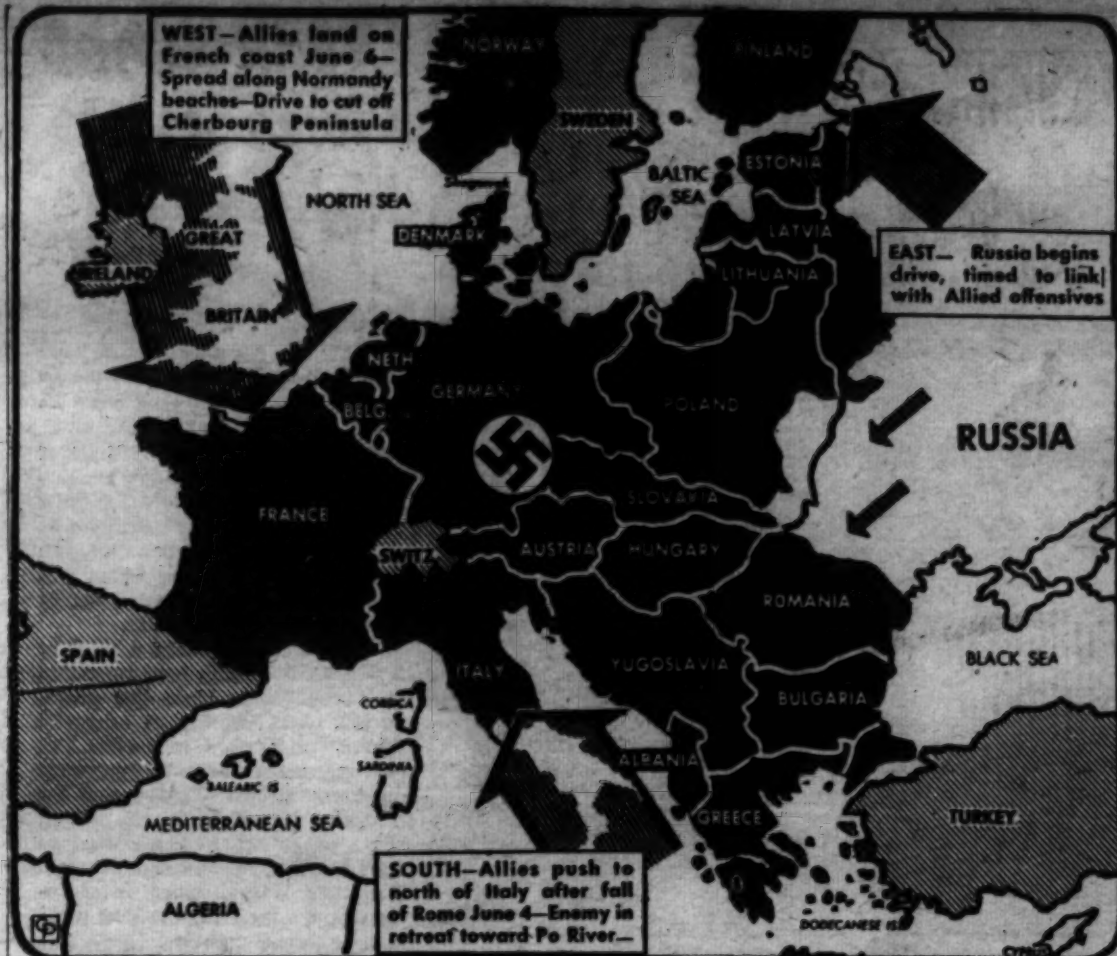 WEST—Allies land on
French coast June 6—
Spread along Normandy
beaches—Drive to cut off
Cherbourg Peninsula
NORWAY
FINLAND
SWEDEN
ESTONIA
BALTIC
SEA
NORTH SEA
LATVIA
DENMARK
GREAT
BRITAIN
IRELAND
LITHUANIA
EAST— Russia begins
drive, timed to link
with Allied offensives
NETH
GERMANY
BELG
POLAND
RUSSIA
SLOVAKIA
FRANCE
SWITZ.
AUSTRIA
HUNGARY
ROMANIA
SPAIN
ITALY
YUGOSLAVIA
BLACK SEA
BULGARIA
CORSICA
SARDINIA
ALBANIA
BALEARIC IS
MEDITERRANEAN SEA
GREECE
TURKEY
SOUTH—Allies push to
north of Italy after fall
of Rome June 4—Enemy in
retreat toward Po River—
ALGERIA
DODECANESE IS
CYPRUS
CP